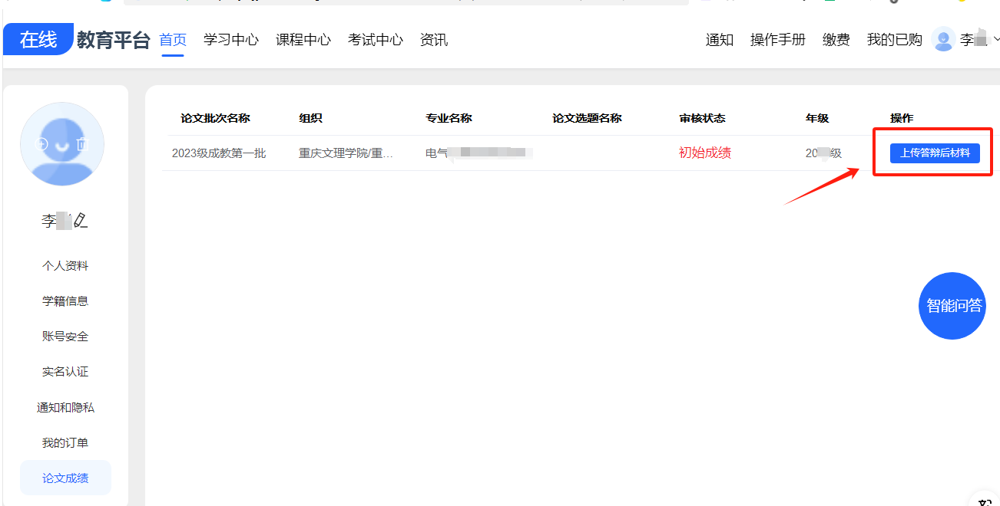 在线 教育平台 首页 学习中心 课程中心 考试中心 资讯 通知 操作手册 缴费 我的已购 李
论文批次名称 组织 专业名称 论文选题名称 审核状态 年级 操作
2023级成教第一批 重庆文理学院/重... 电气 初始成绩 20 级 上传答辩后材料
李
个人资料
学籍信息
智能问答
账号安全
实名认证
通知和隐私
我的订单
论文成绩